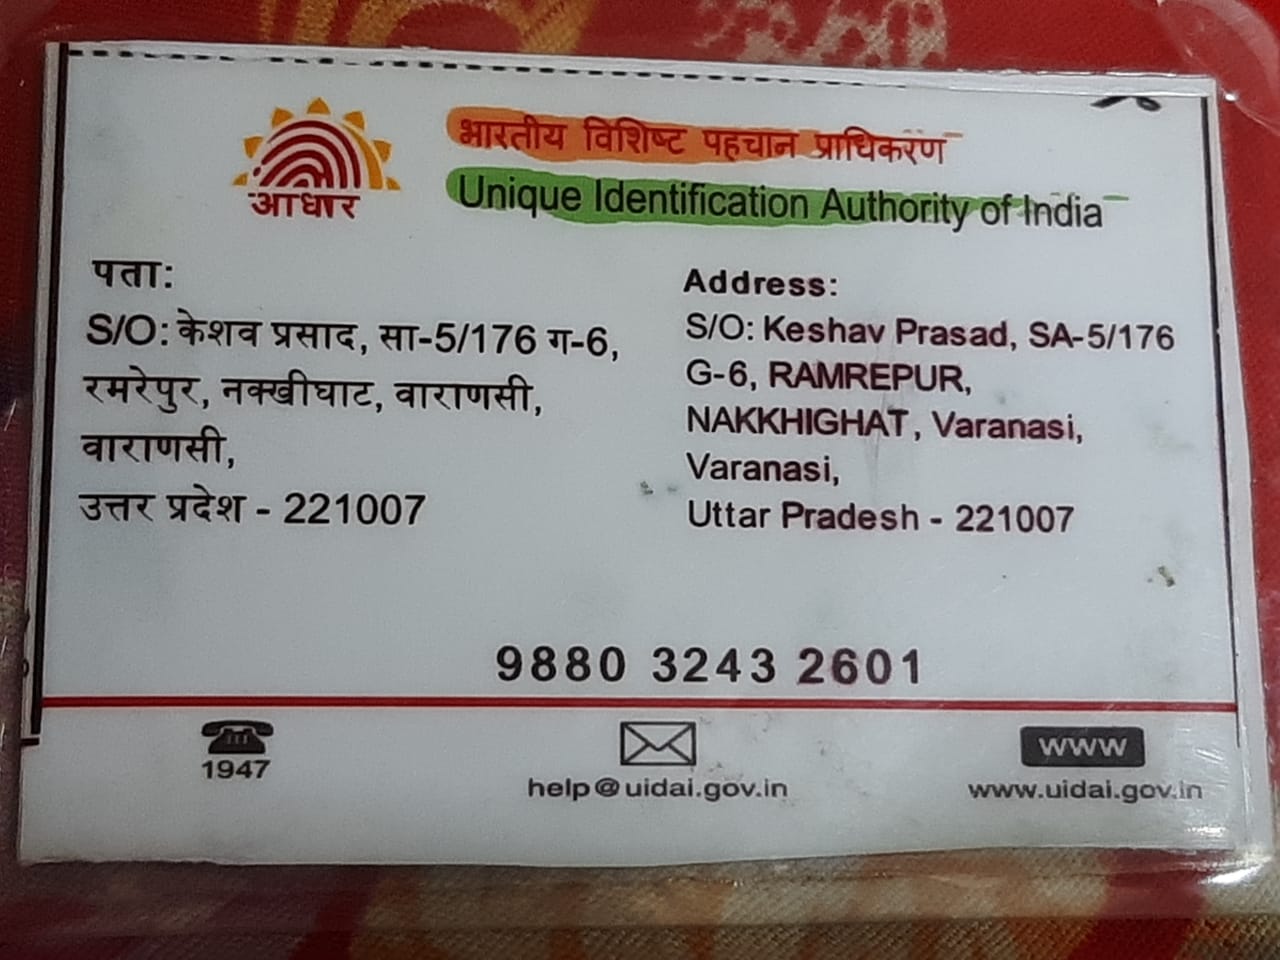 भारतीय विशिष्ट पहचान प्राधिकरण
Unique Identification Authority of India
आधार
पता:
S/O: केशव प्रसाद, सा-5/176 ग-6,
रमरेपुर, नक्खीघाट, वाराणसी,
वाराणसी,
उत्तर प्रदेश - 221007
Address:
S/O: Keshav Prasad, SA-5/176
G-6, RAMREPUR,
NAKKHIGHAT, Varanasi,
Varanasi,
Uttar Pradesh - 221007
9880 3243 2601
1947
help@uidai.gov.in
www
www.uidai.gov.in